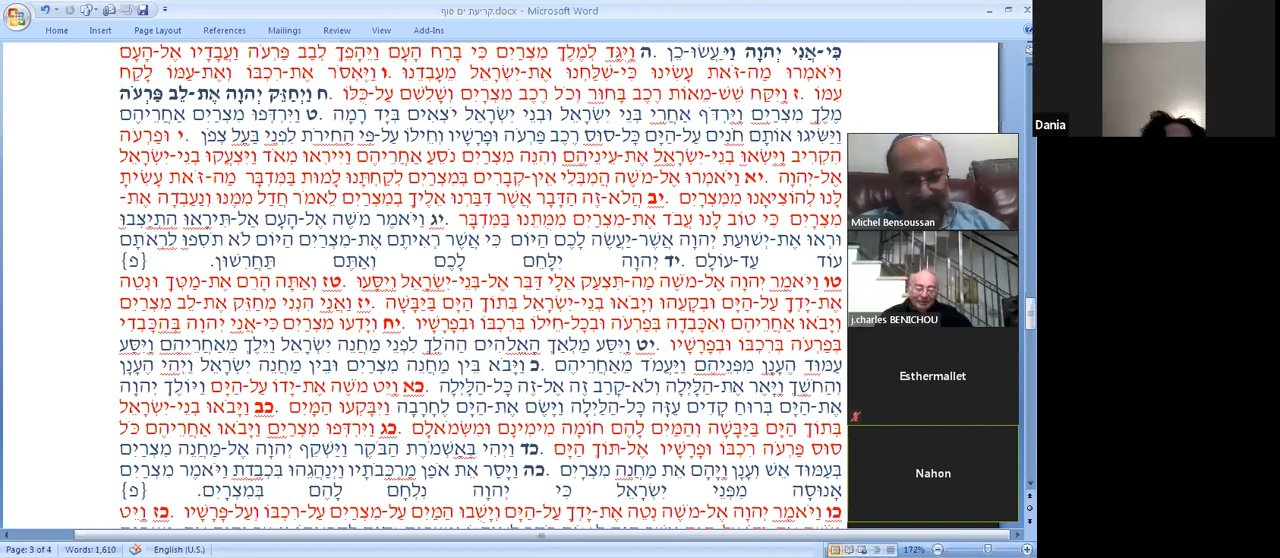 קריעת ים סוף.docx - Microsoft Word
Home Insert Page Layout References Mailings Review View Add-Ins
כִּי-אֲנִי יְהוָה וַיַּעֲשׂוּ-כֵן. ה וַיֻּגַּד לְמֶלֶךְ מִצְרַיִם כִּי בָרַח הָעָם וַיֵּהָפֵךְ לְבַב פַּרְעֹה וַעֲבָדָיו אֶל-הָעָם
וַיֹּאמְרוּ מַה-זֹּאת עָשִׂינוּ כִּי-שִׁלַּחְנוּ אֶת-יִשְׂרָאֵל מֵעָבְדֵנוּ. ו וַיֶּאְסֹר אֶת-רִכְבּוֹ וְאֶת-עַמּוֹ לָקַח
עִמּוֹ. ז וַיִּקַּח שֵׁשׁ-מֵאוֹת רֶכֶב בָּחוּר וְכֹל רֶכֶב מִצְרָיִם וְשָׁלִשִׁם עַל-כֻּלּוֹ. ח וַיְחַזֵּק יְהוָה אֶת-לֵב פַּרְעֹה
מֶלֶךְ מִצְרַיִם וַיִּרְדֹּף אַחֲרֵי בְּנֵי יִשְׂרָאֵל וּבְנֵי יִשְׂרָאֵל יֹצְאִים בְּיָד רָמָה. ט וַיִּרְדְּפוּ מִצְרַיִם אַחֲרֵיהֶם
וַיַּשִּׂיגוּ אוֹתָם חֹנִים עַל-הַיָּם כָּל-סוּס רֶכֶב פַּרְעֹה וּפָרָשָׁיו וְחֵילוֹ עַל-פִּי הַחִירֹת לִפְנֵי בַּעַל צְפֹן. י וּפַרְעֹה
הִקְרִיב וַיִּשְׂאוּ בְנֵי-יִשְׂרָאֵל אֶת-עֵינֵיהֶם וְהִנֵּה מִצְרַיִם נֹסֵעַ אַחֲרֵיהֶם וַיִּירְאוּ מְאֹד וַיִּצְעֲקוּ בְנֵי-יִשְׂרָאֵל
אֶל-יְהוָה. יא וַיֹּאמְרוּ אֶל-מֹשֶׁה הֲמִבְּלִי אֵין-קְבָרִים בְּמִצְרַיִם לְקַחְתָּנוּ לָמוּת בַּמִּדְבָּר מַה-זֹּאת עָשִׂיתָ
לָּנוּ לְהוֹצִיאָנוּ מִמִּצְרָיִם. יב הֲלֹא-זֶה הַדָּבָר אֲשֶׁר דִּבַּרְנוּ אֵלֶיךָ בְמִצְרַיִם לֵאמֹר חֲדַל מִמֶּנּוּ וְנַעַבְדָה אֶת-
מִצְרָיִם כִּי טוֹב לָנוּ עֲבֹד אֶת-מִצְרַיִם מִמֻּתֵנוּ בַּמִּדְבָּר. יג וַיֹּאמֶר מֹשֶׁה אֶל-הָעָם אַל-תִּירָאוּ הִתְיַצְּבוּ
וּרְאוּ אֶת-יְשׁוּעַת יְהוָה אֲשֶׁר-יַעֲשֶׂה לָכֶם הַיּוֹם כִּי אֲשֶׁר רְאִיתֶם אֶת-מִצְרַיִם הַיּוֹם לֹא תֹסִפוּ לִרְאֹתָם
עוֹד עַד-עוֹלָם. יד יְהוָה יִלָּחֵם לָכֶם וְאַתֶּם תַּחֲרִשׁוּן. {פ}
טו וַיֹּאמֶר יְהוָה אֶל-מֹשֶׁה מַה-תִּצְעַק אֵלָי דַּבֵּר אֶל-בְּנֵי-יִשְׂרָאֵל וְיִסָּעוּ. טז וְאַתָּה הָרֵם אֶת-מַטְּךָ וּנְטֵה
אֶת-יָדְךָ עַל-הַיָּם וּבְקָעֵהוּ וְיָבֹאוּ בְנֵי-יִשְׂרָאֵל בְּתוֹךְ הַיָּם בַּיַּבָּשָׁה. יז וַאֲנִי הִנְנִי מְחַזֵּק אֶת-לֵב מִצְרַיִם
וְיָבֹאוּ אַחֲרֵיהֶם וְאִכָּבְדָה בְּפַרְעֹה וּבְכָל-חֵילוֹ בְּרִכְבּוֹ וּבְפָרָשָׁיו. יח וְיָדְעוּ מִצְרַיִם כִּי-אֲנִי יְהוָה בְּהִכָּבְדִי
בְּפַרְעֹה בְּרִכְבּוֹ וּבְפָרָשָׁיו. יט וַיִּסַּע מַלְאַךְ הָאֱלֹהִים הַהֹלֵךְ לִפְנֵי מַחֲנֵה יִשְׂרָאֵל וַיֵּלֶךְ מֵאַחֲרֵיהֶם וַיִּסַּע
עַמּוּד הֶעָנָן מִפְּנֵיהֶם וַיַּעֲמֹד מֵאַחֲרֵיהֶם. כ וַיָּבֹא בֵּין מַחֲנֵה מִצְרַיִם וּבֵין מַחֲנֵה יִשְׂרָאֵל וַיְהִי הֶעָנָן
וְהַחֹשֶׁךְ וַיָּאֶר אֶת-הַלָּיְלָה וְלֹא-קָרַב זֶה אֶל-זֶה כָּל-הַלָּיְלָה. כא וַיֵּט מֹשֶׁה אֶת-יָדוֹ עַל-הַיָּם וַיּוֹלֶךְ יְהוָה
אֶת-הַיָּם בְּרוּחַ קָדִים עַזָּה כָּל-הַלַּיְלָה וַיָּשֶׂם אֶת-הַיָּם לֶחָרָבָה וַיִּבָּקְעוּ הַמָּיִם. כב וַיָּבֹאוּ בְנֵי-יִשְׂרָאֵל
בְּתוֹךְ הַיָּם בַּיַּבָּשָׁה וְהַמַּיִם לָהֶם חוֹמָה מִימִינָם וּמִשְּׂמֹאלָם. כג וַיִּרְדְּפוּ מִצְרַיִם וַיָּבֹאוּ אַחֲרֵיהֶם כֹּל
סוּס פַּרְעֹה רִכְבּוֹ וּפָרָשָׁיו אֶל-תּוֹךְ הַיָּם. כד וַיְהִי בְּאַשְׁמֹרֶת הַבֹּקֶר וַיַּשְׁקֵף יְהוָה אֶל-מַחֲנֵה מִצְרַיִם
בְּעַמּוּד אֵשׁ וְעָנָן וַיָּהָם אֵת מַחֲנֵה מִצְרָיִם. כה וַיָּסַר אֵת אֹפַן מַרְכְּבֹתָיו וַיְנַהֲגֵהוּ בִּכְבֵדֻת וַיֹּאמֶר מִצְרַיִם
אָנוּסָה מִפְּנֵי יִשְׂרָאֵל כִּי יְהוָה נִלְחָם לָהֶם בְּמִצְרָיִם. {פ}
כו וַיֹּאמֶר יְהוָה אֶל-מֹשֶׁה נְטֵה אֶת-יָדְךָ עַל-הַיָּם וְיָשֻׁבוּ הַמַּיִם עַל-מִצְרַיִם עַל-רִכְבּוֹ וְעַל-פָּרָשָׁיו. כז וַיֵּט
Dania
Michel Bensoussan
j.charles BENICHOU
Esthermallet
Nahon
Page: 3 of 4 Words: 1,610 English (U.S.) 172%